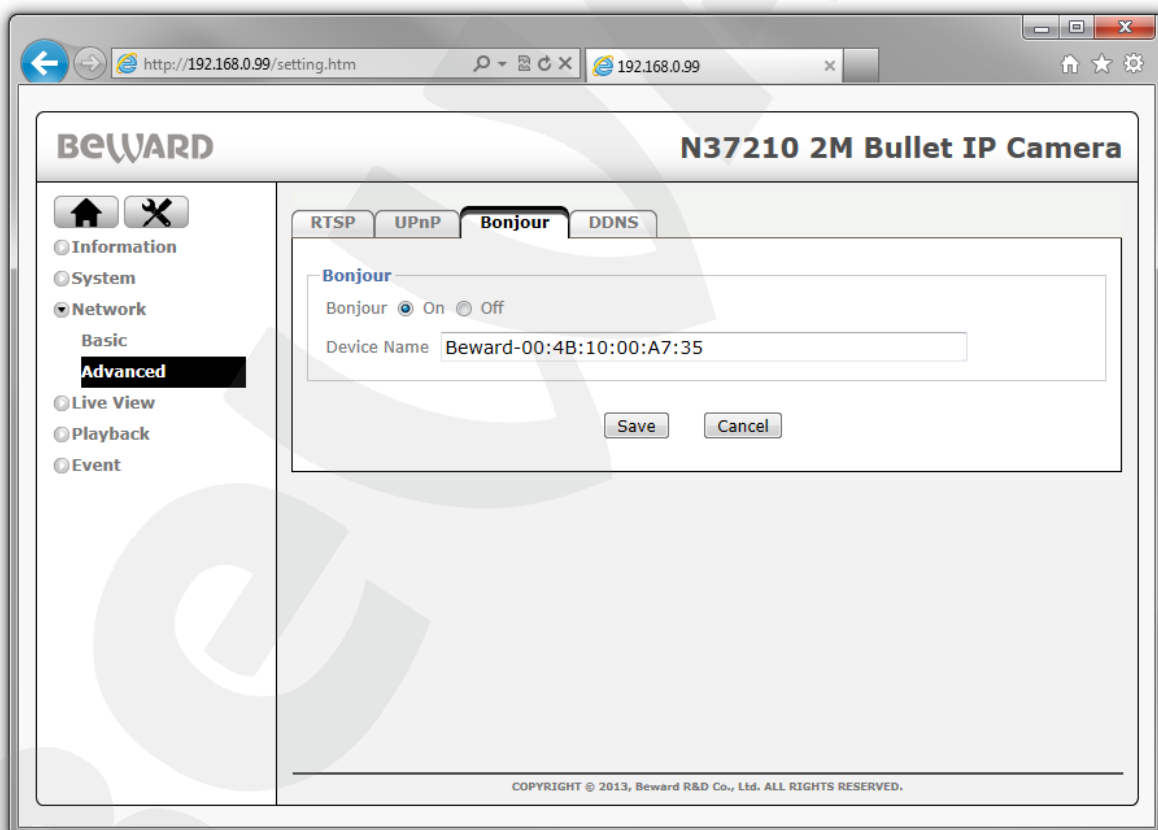 http://192.168.0.99/setting.htm
192.168.0.99
BEWARD
N37210 2M Bullet IP Camera
RTSP UPnP Bonjour DDNS
Information
System
Network
Basic
Advanced
Live View
Playback
Event
Bonjour
Bonjour On Off
Device Name Beward-00:4B:10:00:A7:35
Save Cancel
COPYRIGHT © 2013, Beward R&D Co., Ltd. ALL RIGHTS RESERVED.